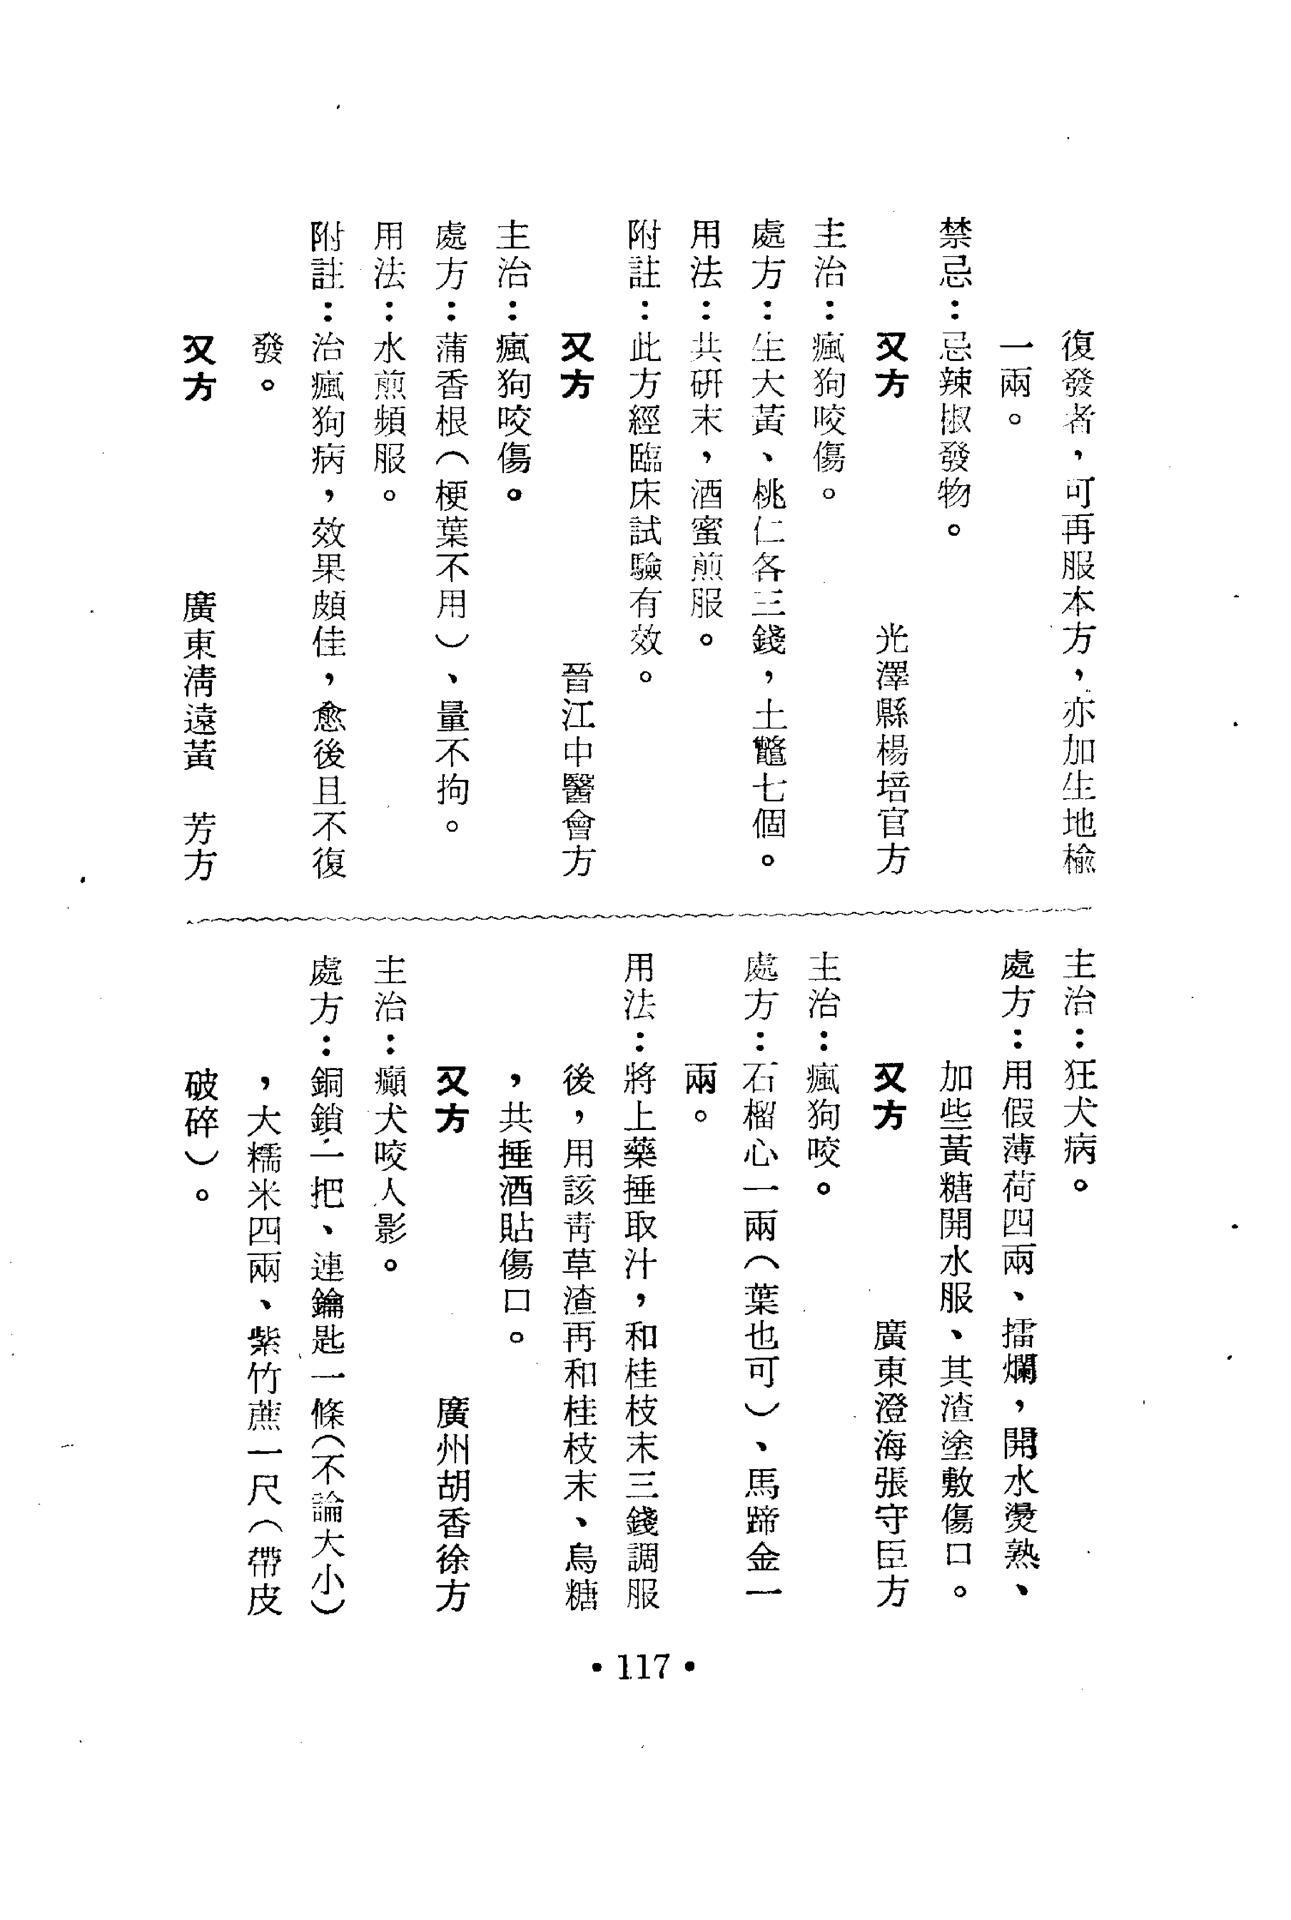 復發者，可再服本方，亦加生地榆
一兩。
禁忌：忌辣椒發物。
又方　光澤縣楊培官方
主治：瘋狗咬傷。
處方：生大黃、桃仁各三錢，土鼈七個。
用法：共研末，酒蜜煎服。
附註：此方經臨床試驗有效。
又方　晉江中醫會方
主治：瘋狗咬傷。
處方：蒲香根（梗葉不用）、量不拘。
用法：水煎頻服。
附註：治瘋狗病，效果頗佳，愈後且不復
發。
又方　廣東清遠黃　芳方
主治：狂犬病。
處方：用假薄荷四兩、擂爛，開水燙熟、
加些黃糖開水服、其渣塗敷傷口。
又方　廣東澄海張守臣方
主治：瘋狗咬。
處方：石榴心一兩（葉也可）、馬蹄金一
兩。
用法：將上藥捶取汁，和桂枝末三錢調服
後，用該青草渣再和桂枝末、烏糖
，共捶酒貼傷口。
又方　廣州胡香徐方
主治：癲犬咬人影。
處方：銅鎖一把、連鑰匙一條（不論大小）
，大糯米四兩、紫竹蔗一尺（帶皮
破碎）。
•117•